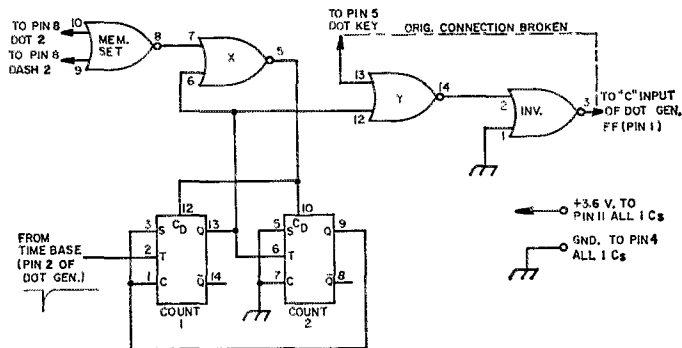 TO PIN 8
DOT 2
TO PIN 6
DASH 2
10
9
MEM.
SET
8
7
6
X
5
TO PIN 5
DOT KEY
ORIG. CONNECTION BROKEN
13
12
Y
14
2
1
INV.
3
TO "C" INPUT
OF DOT GEN.
FF (PIN 1)
+3.6 V. TO
PIN 11 ALL ICs
GND. TO PIN 4
ALL ICs
FROM
TIME BASE
(PIN 2 OF
DOT GEN.)
12
3 S CD Q 13
2 T
1 C Q̄ 14
COUNT
1
10
5 S CD Q 9
6 T
7 C Q̄ 8
COUNT
2